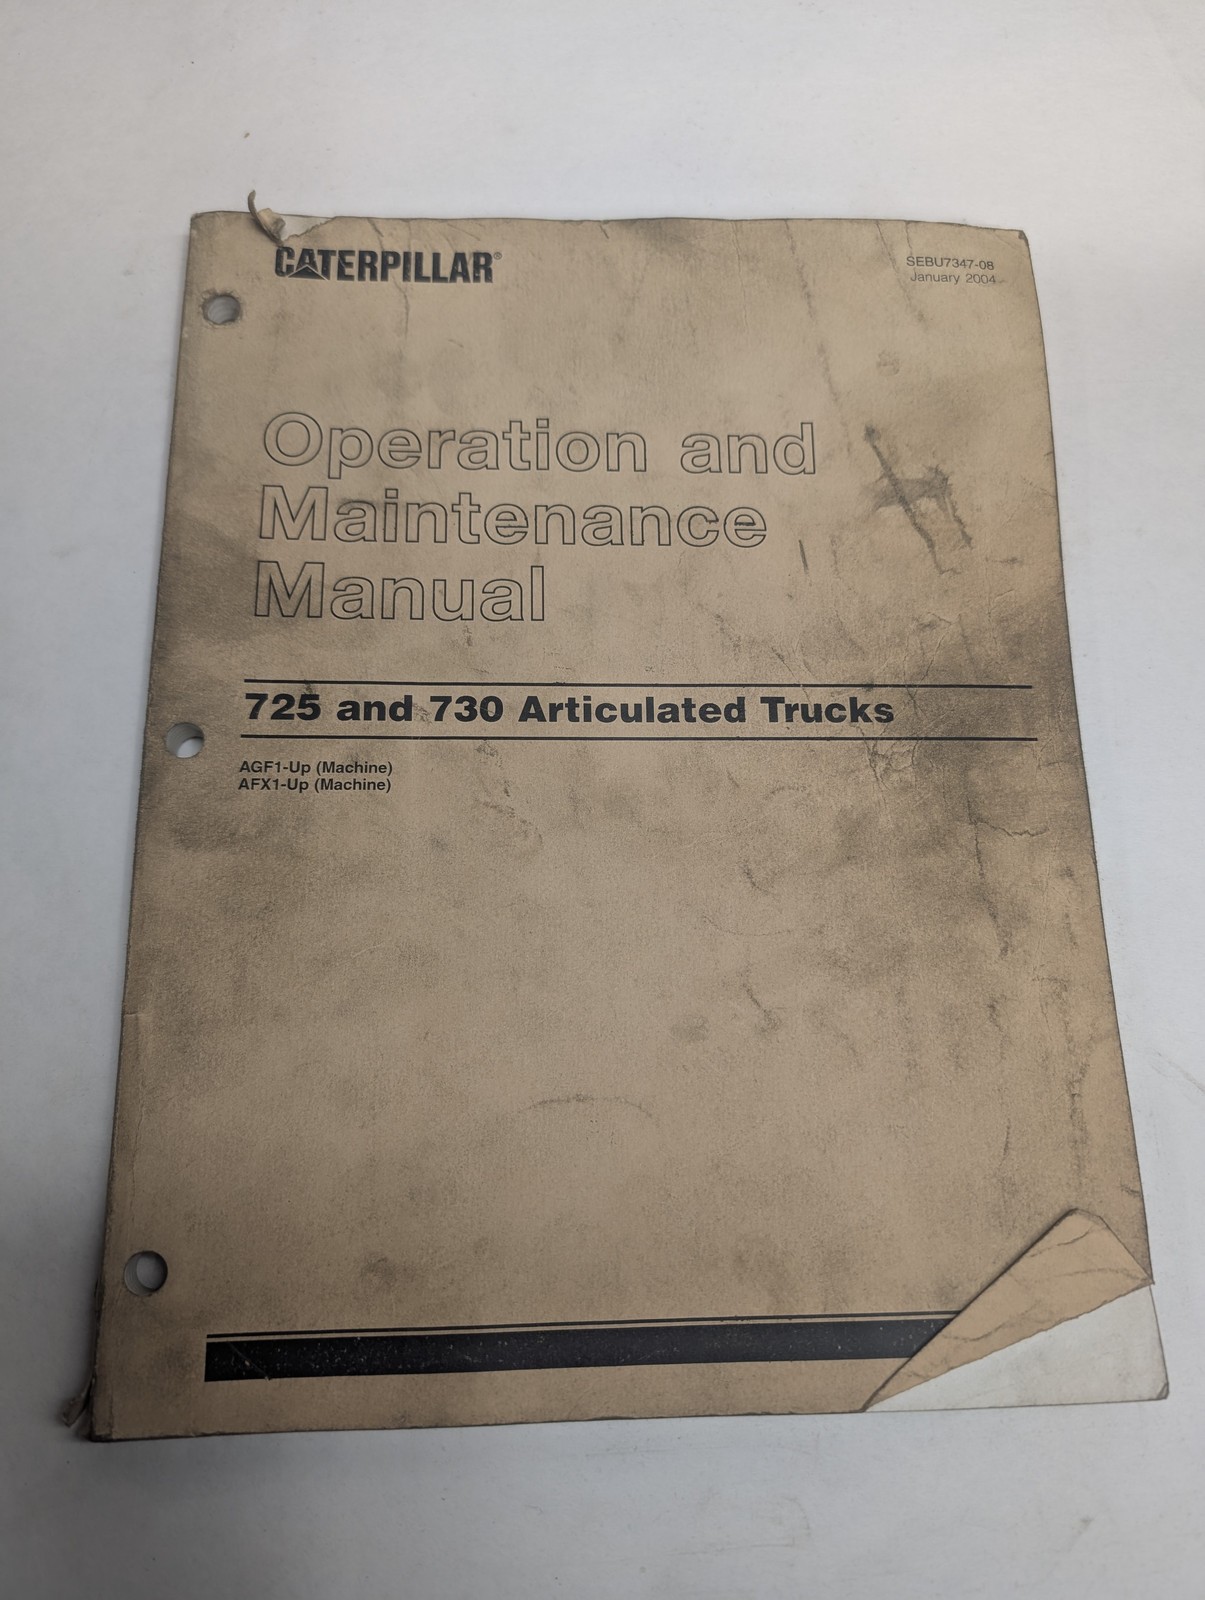 CATERPILLAR®
SEBU7347-08
January 2004
Operation and
Maintenance
Manual
725 and 730 Articulated Trucks
AGF1-Up (Machine)
AFX1-Up (Machine)